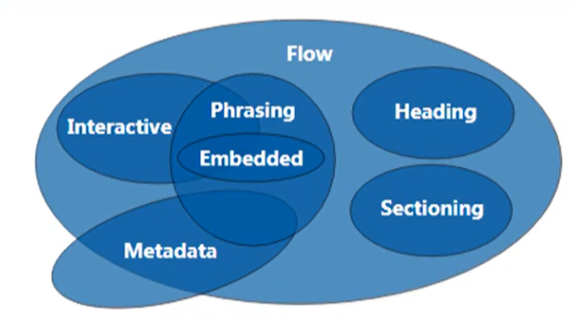 Flow
Phrasing
Heading
Interactive
Embedded
Sectioning
Metadata